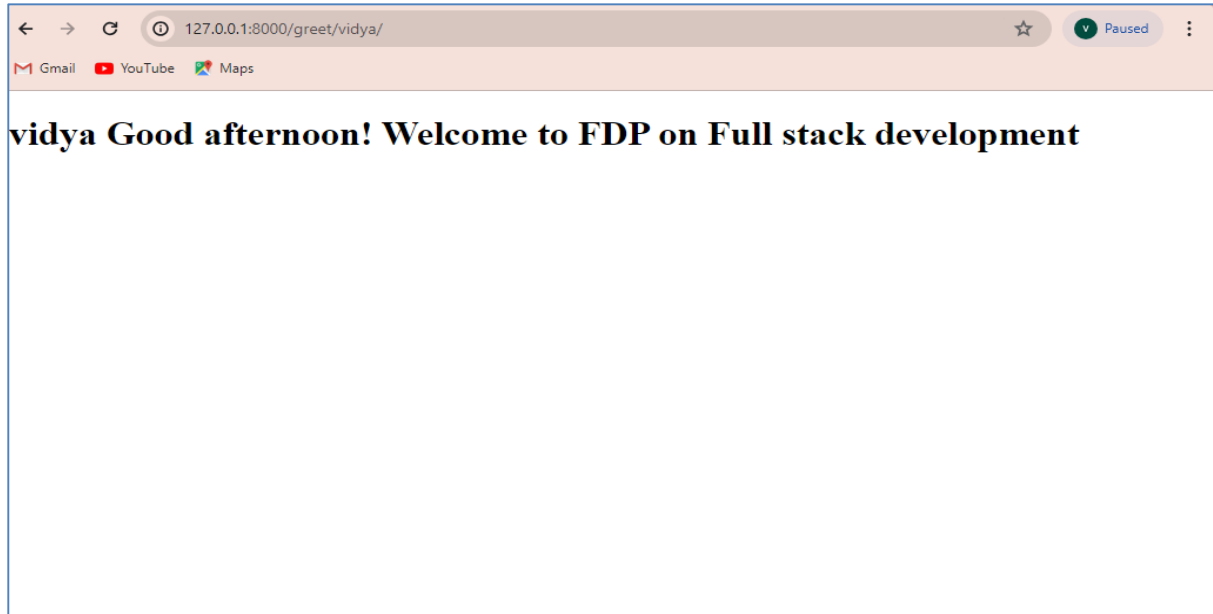 127.0.0.1:8000/greet/vidya/
V Paused
Gmail YouTube Maps
vidya Good afternoon! Welcome to FDP on Full stack development